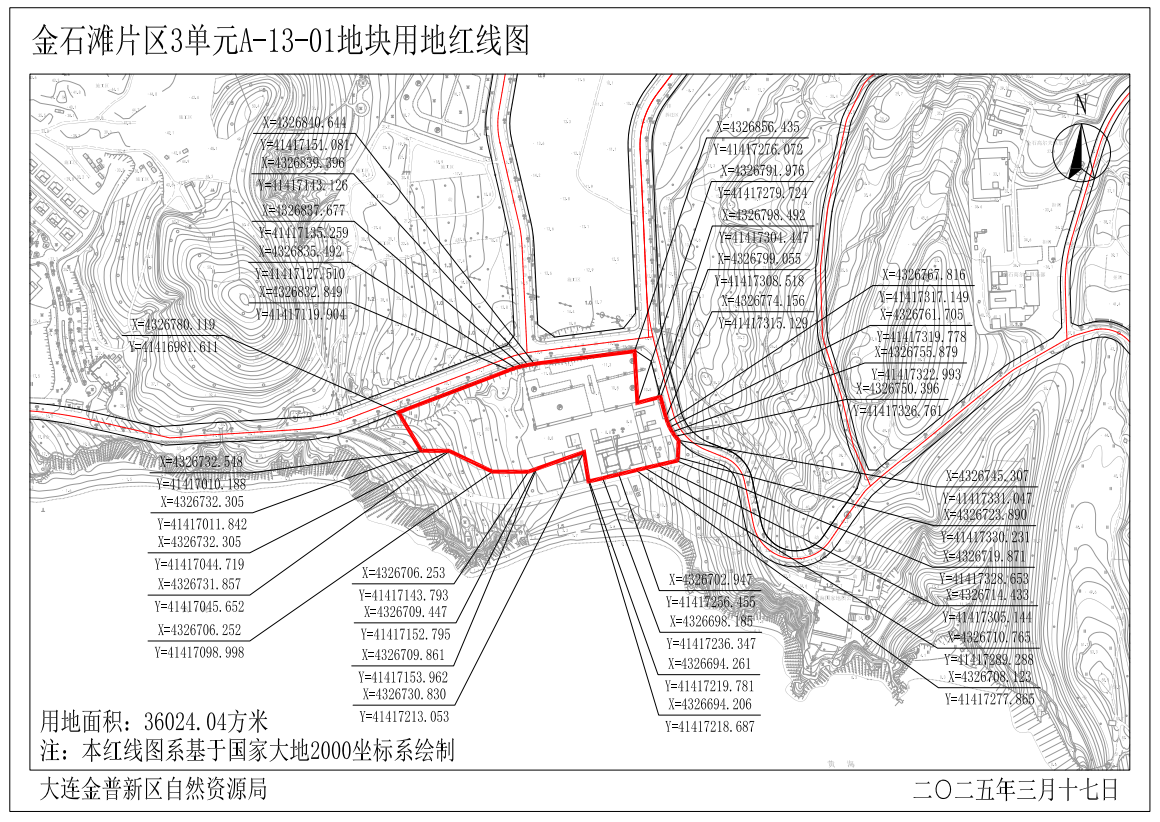 金石滩片区3单元A-13-01地块用地红线图
N
X=4326840.644
Y=41417151.081
X=4326839.396
Y=41417143.126
X=4326837.677
Y=41417135.259
X=4326835.492
Y=41417127.510
X=4326832.849
Y=41417119.904
X=4326780.119
Y=41416981.611
X=4326856.435
Y=41417276.072
X=4326791.976
Y=41417279.724
X=4326798.492
Y=41417304.447
X=4326799.055
Y=41417308.518
X=4326774.156
Y=41417315.129
X=4326767.816
Y=41417317.149
X=4326761.705
Y=41417319.778
X=4326755.879
Y=41417322.993
X=4326750.396
Y=41417326.761
X=4326732.548
Y=41417010.188
X=4326732.305
Y=41417011.842
X=4326732.305
Y=41417044.719
X=4326731.857
Y=41417045.652
X=4326706.252
Y=41417098.998
X=4326706.253
Y=41417143.793
X=4326709.447
Y=41417152.795
X=4326709.861
Y=41417153.962
X=4326730.830
Y=41417213.053
X=4326702.947
Y=41417256.455
X=4326698.185
Y=41417236.347
X=4326694.261
Y=41417219.781
X=4326694.206
Y=41417218.687
X=4326745.307
Y=41417331.047
X=4326723.890
Y=41417330.231
X=4326719.871
Y=41417328.653
X=4326714.433
Y=41417305.144
X=4326710.765
Y=41417289.288
X=4326708.123
Y=41417277.865
用地面积：36024.04方米
注：本红线图系基于国家大地2000坐标系绘制
大连金普新区自然资源局
二〇二五年三月十七日